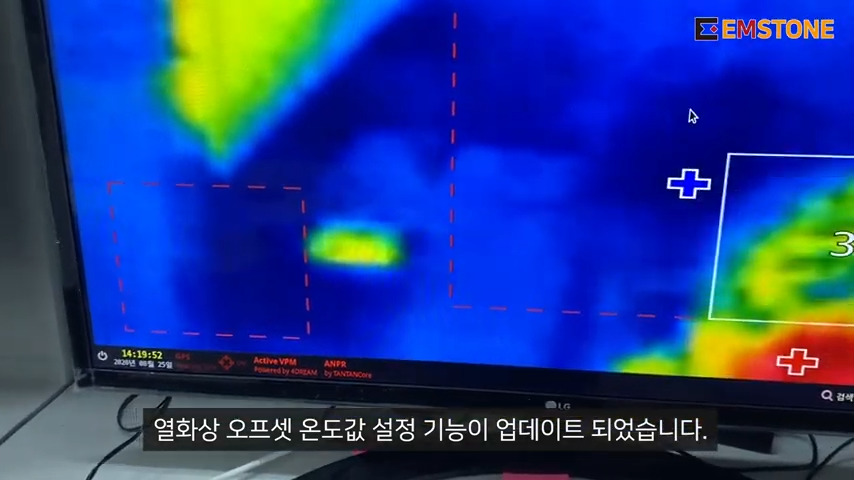 EMSTONE
3
14:19:52
2020년 08월 25일
GPS
Active VPM
Powered by 4DREAM
ANPR
by TANTANCore
LG
검색
열화상 오프셋 온도값 설정 기능이 업데이트 되었습니다.